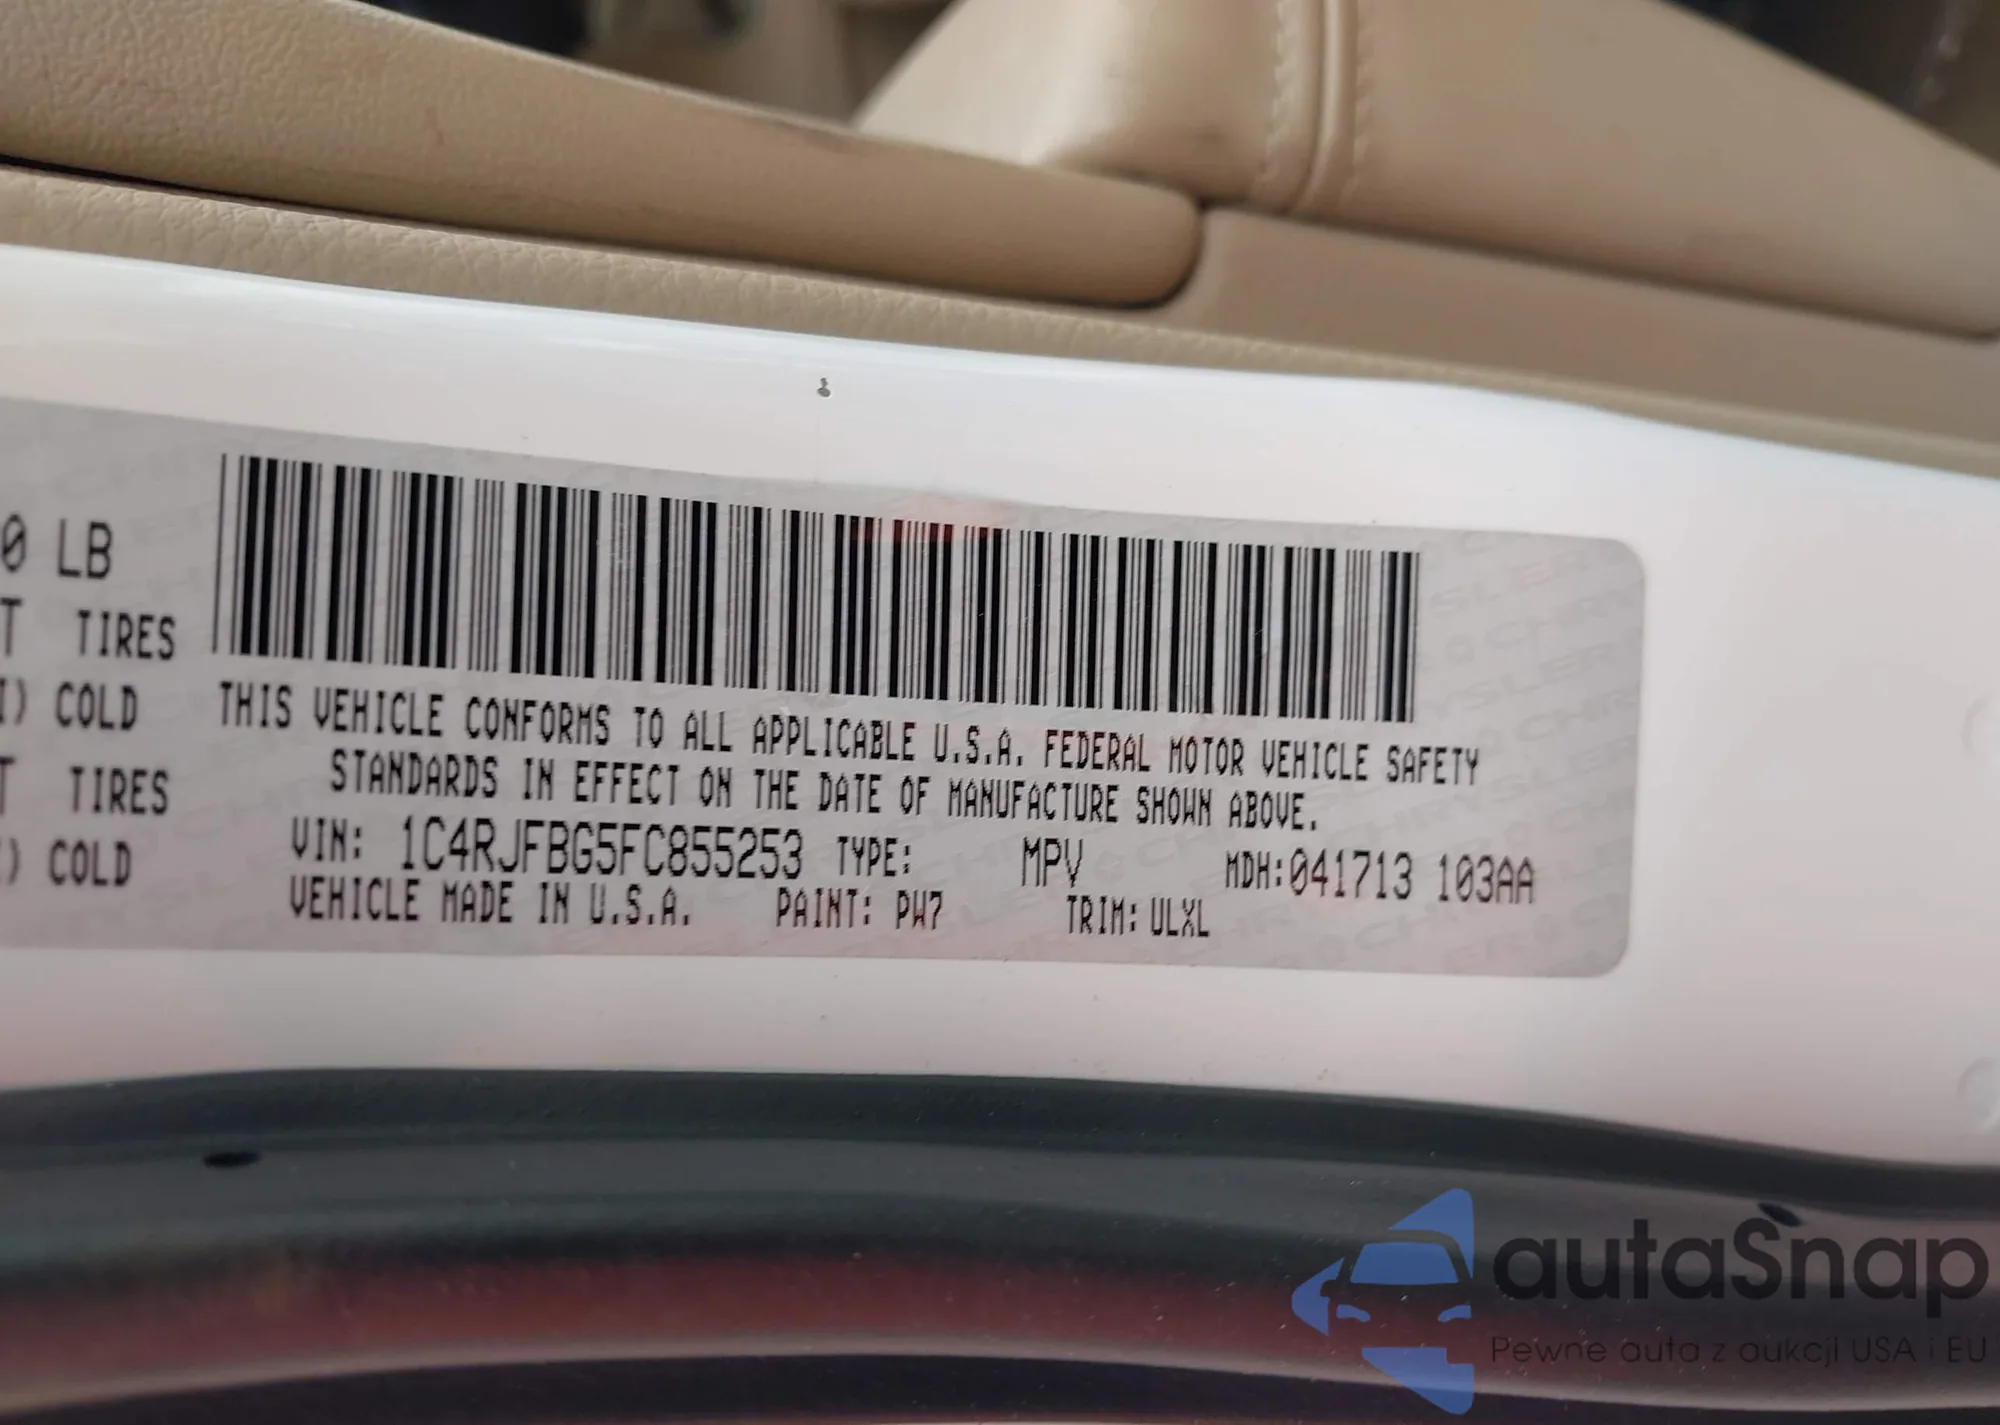 0 LB
T TIRES
I) COLD
T TIRES
) COLD
THIS VEHICLE CONFORMS TO ALL APPLICABLE U.S.A. FEDERAL MOTOR VEHICLE SAFETY
STANDARDS IN EFFECT ON THE DATE OF MANUFACTURE SHOWN ABOVE.
VIN: 1C4RJFBG5FC855253 TYPE: MPV MDH:041713 103AA
VEHICLE MADE IN U.S.A. PAINT: PW7 TRIM: ULXL
autaSnap
Pewne auta z aukcji USA i EU